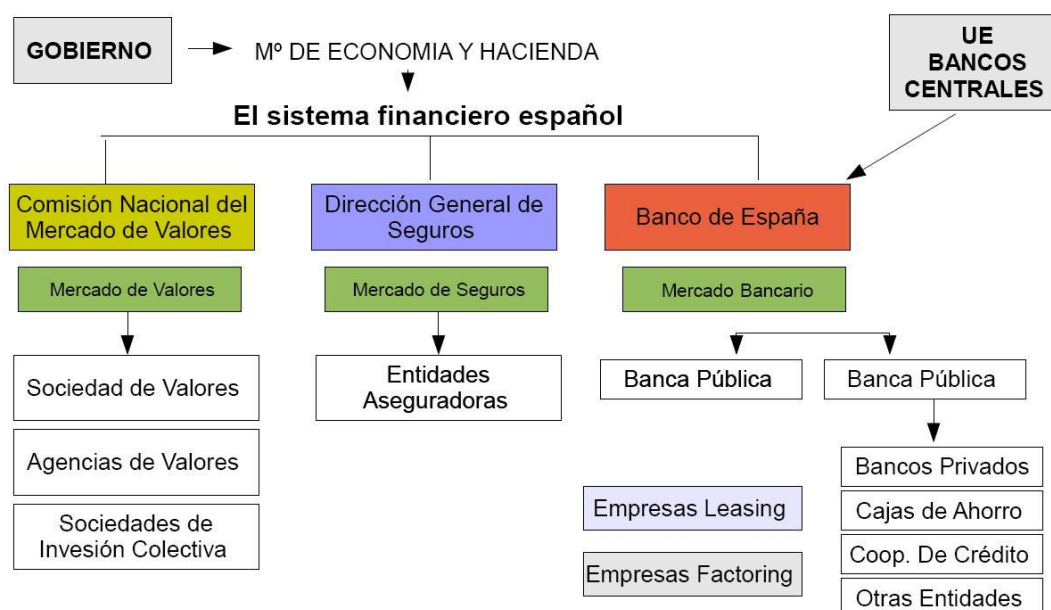 GOBIERNO
Mº DE ECONOMIA Y HACIENDA
UE
BANCOS
CENTRALES
El sistema financiero español
Comisión Nacional del
Mercado de Valores
Dirección General de
Seguros
Banco de España
Mercado de Valores
Mercado de Seguros
Mercado Bancario
Sociedad de Valores
Entidades
Aseguradoras
Banca Pública
Banca Pública
Agencias de Valores
Bancos Privados
Sociedades de
Invesión Colectiva
Empresas Leasing
Cajas de Ahorro
Coop. De Crédito
Empresas Factoring
Otras Entidades